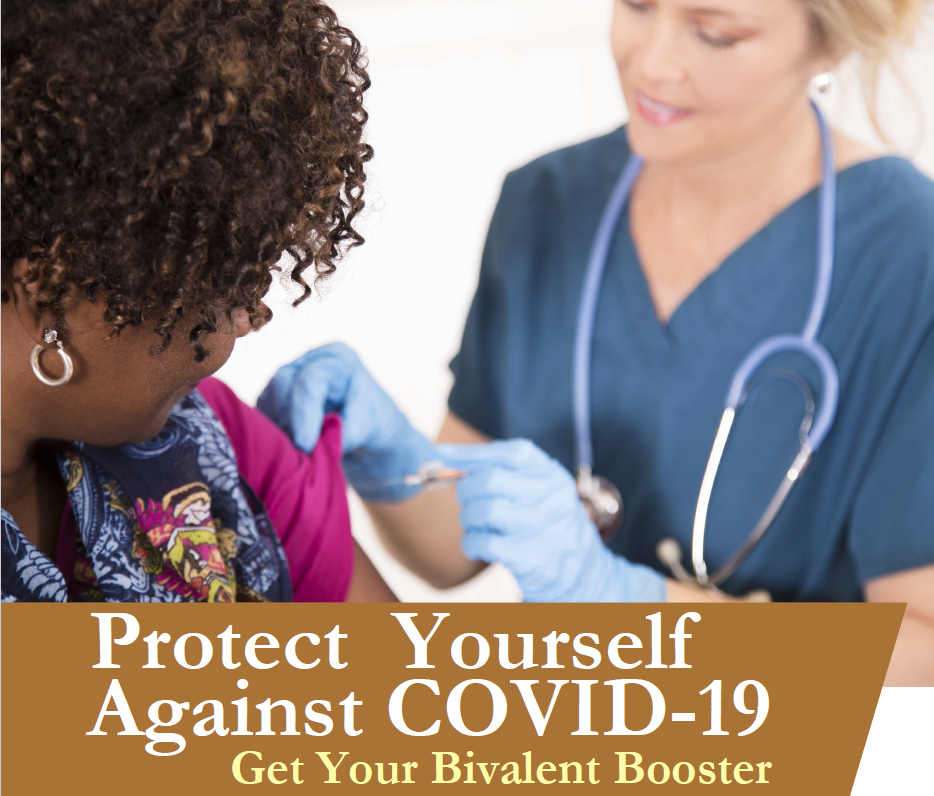 Protect Yourself
Against COVID-19
Get Your Bivalent Booster